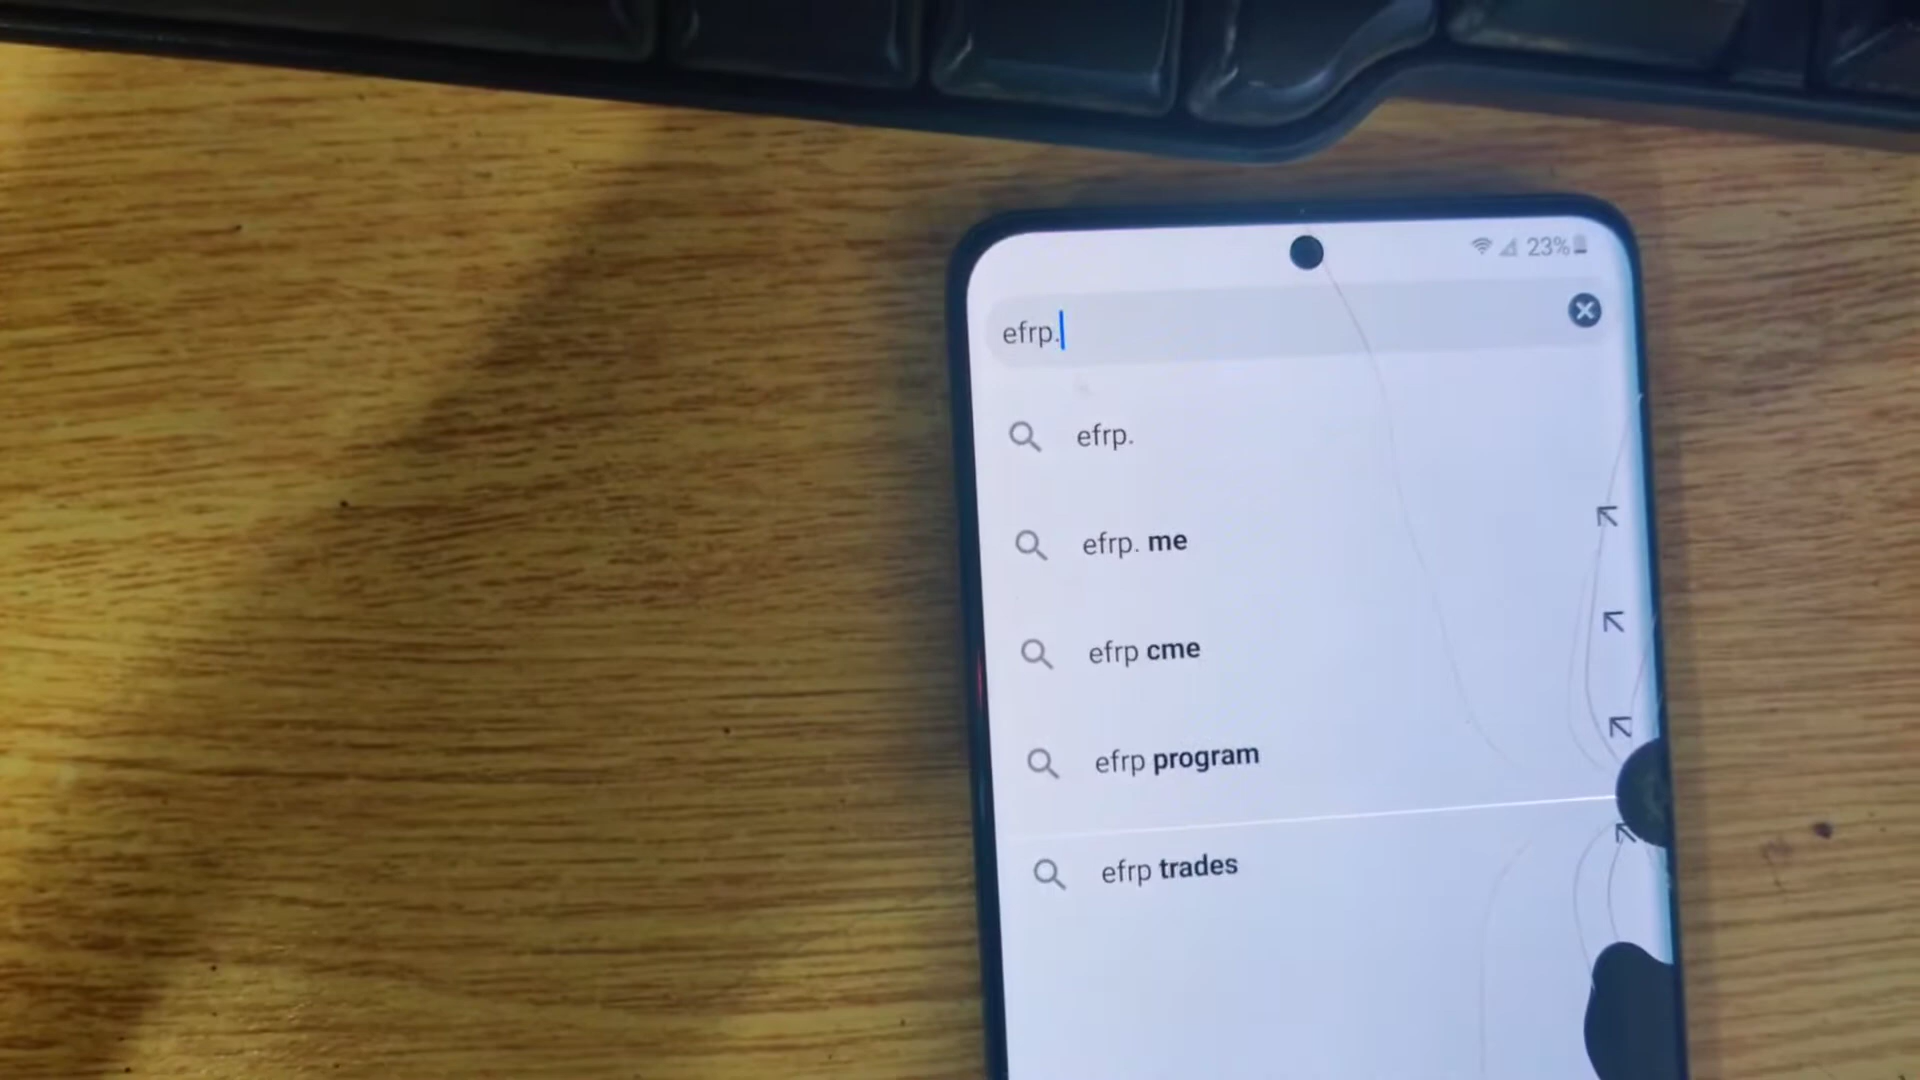 23%
efrp.
efrp.
efrp. me
efrp cme
efrp program
efrp trades